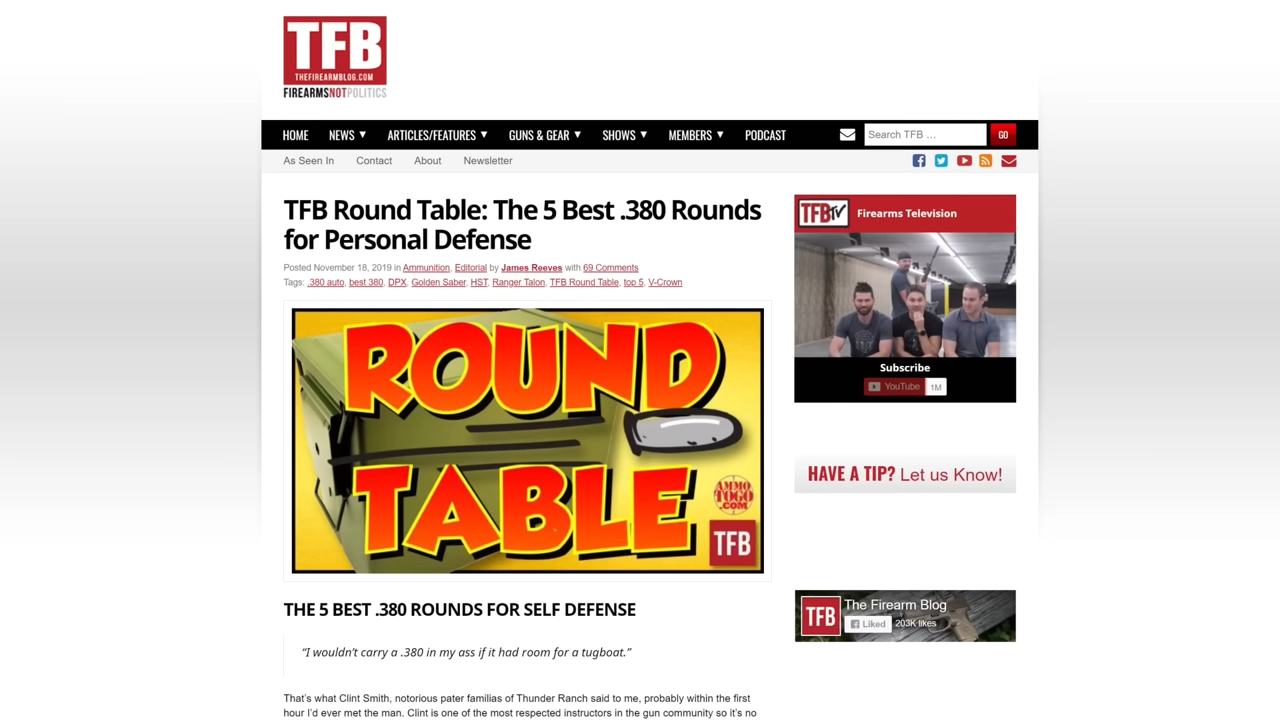 TFB
THEFIREARMBLOG.COM
FIREARMSNOTPOLITICS
HOME NEWS ▼ ARTICLES/FEATURES ▼ GUNS & GEAR ▼ SHOWS ▼ MEMBERS ▼ PODCAST Search TFB … GO
As Seen In Contact About Newsletter
TFB Round Table: The 5 Best .380 Rounds
for Personal Defense
Posted November 18, 2019 in Ammunition, Editorial by James Reeves with 69 Comments
Tags: .380 auto, best 380, DPX, Golden Saber, HST, Ranger Talon, TFB Round Table, top 5, V-Crown
ROUND
TABLE
AMMO
TOGO
.COM
TFB
THE 5 BEST .380 ROUNDS FOR SELF DEFENSE
“I wouldn’t carry a .380 in my ass if it had room for a tugboat.”
That’s what Clint Smith, notorious pater familias of Thunder Ranch said to me, probably within the first
hour I’d ever met the man. Clint is one of the most respected instructors in the gun community so it’s no
TFBTV Firearms Television
Subscribe
YouTube 1M
HAVE A TIP? Let us Know!
TFB The Firearm Blog
Liked 203K likes